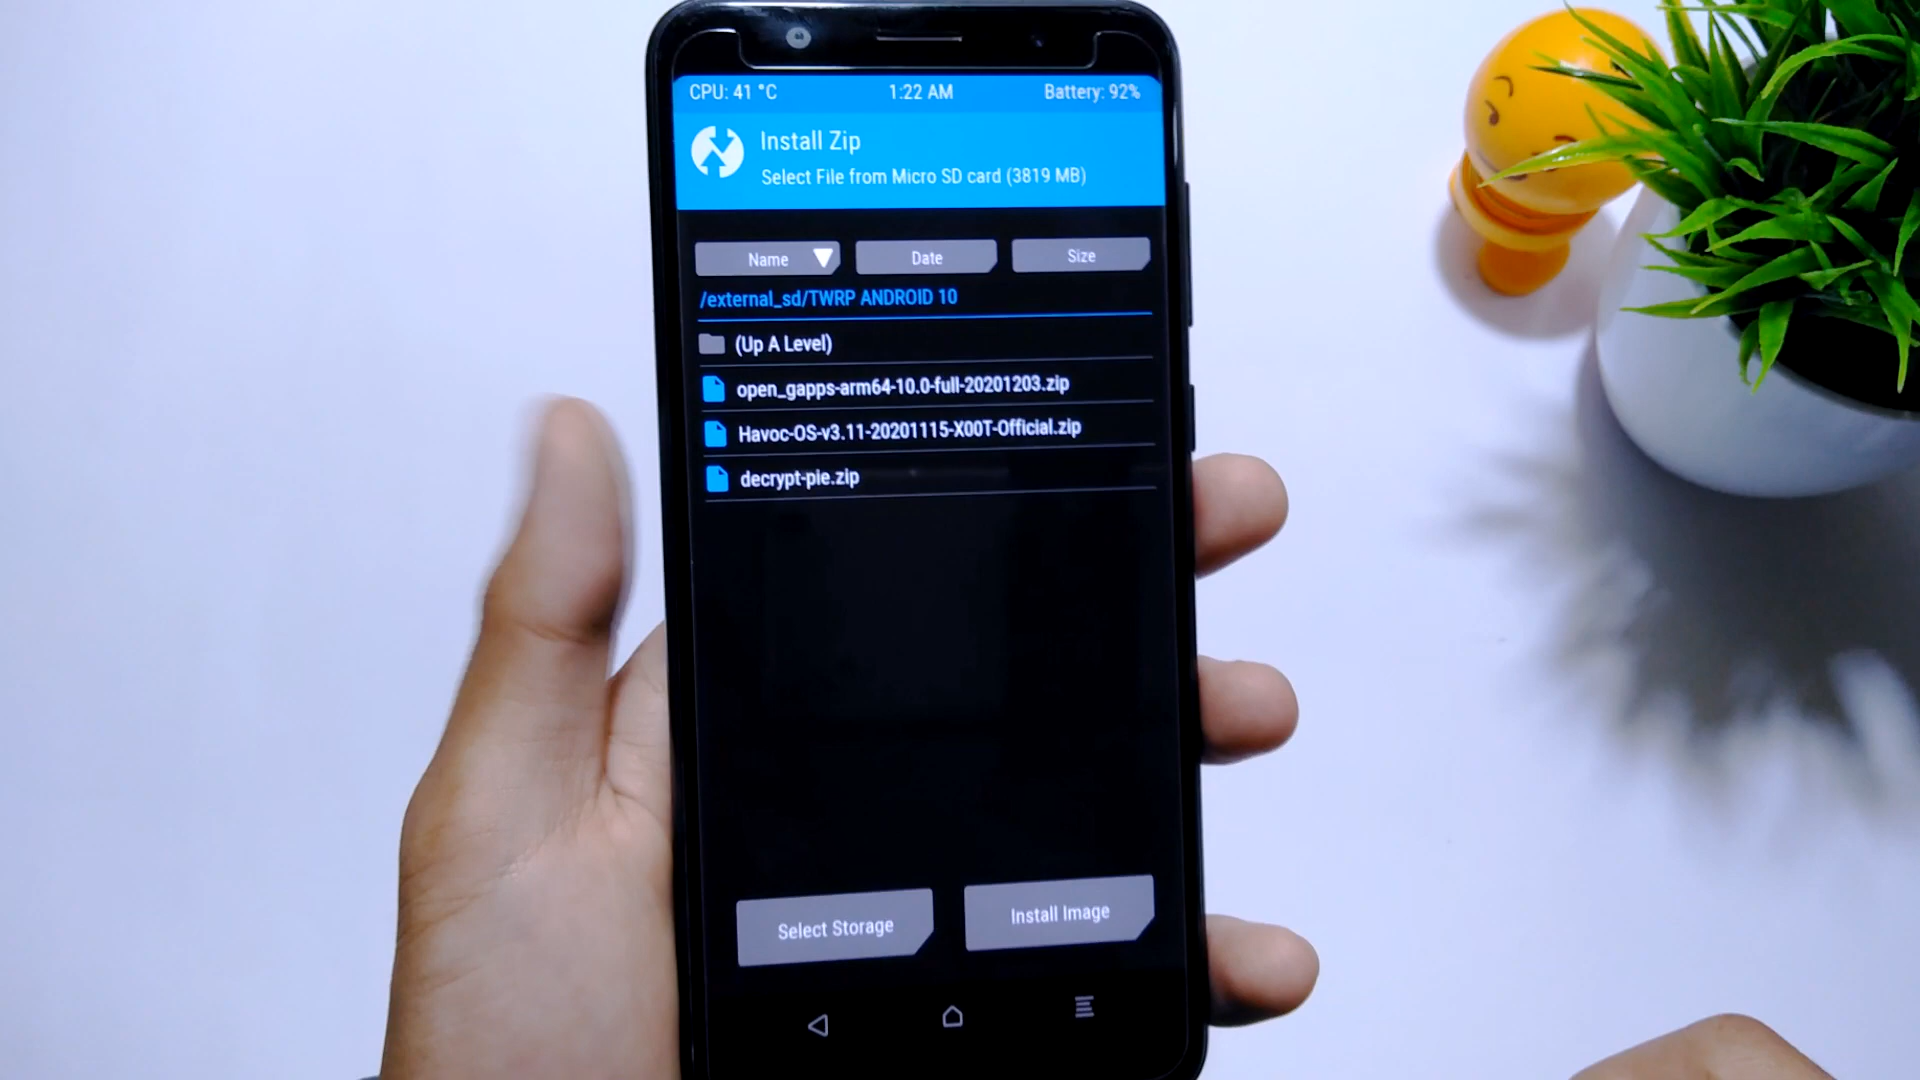 CPU: 41 °C 1:22 AM Battery: 92%
Install Zip
Select File from Micro SD card (3819 MB)
Name Date Size
/external_sd/TWRP ANDROID 10
(Up A Level)
open_gapps-arm64-10.0-full-20201203.zip
Havoc-OS-v3.11-20201115-X00T-Official.zip
decrypt-pie.zip
Select Storage Install Image